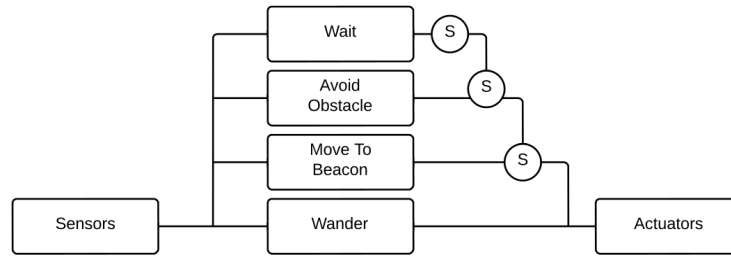 Wait
S
Avoid
Obstacle
S
Move To
Beacon
S
Sensors
Wander
Actuators